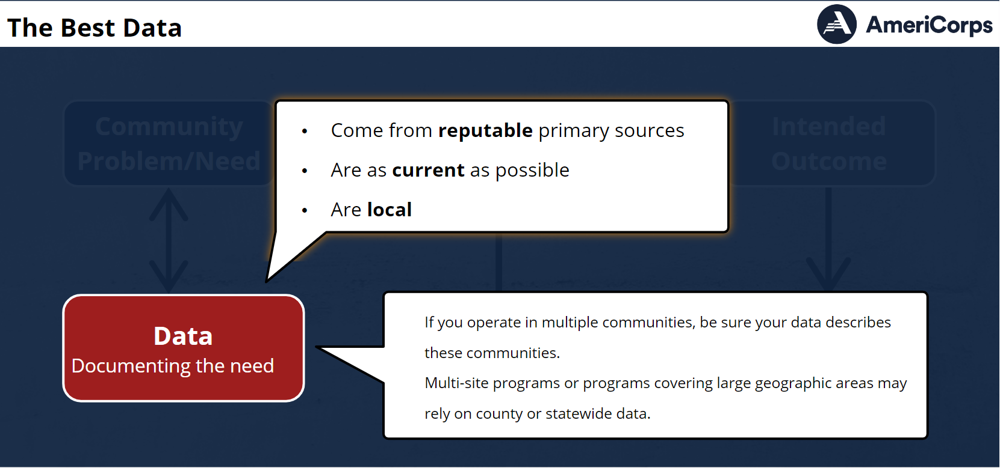 The Best Data
AmeriCorps
Community
Problem/Need
• Come from reputable primary sources
• Are as current as possible
• Are local
Intended
Outcome
Data
Documenting the need
If you operate in multiple communities, be sure your data describes
these communities.
Multi-site programs or programs covering large geographic areas may
rely on county or statewide data.